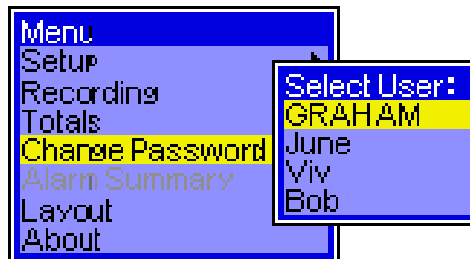 Menu
Setup
Recording
Totals
Change Password
Alarm Summary
Layout
About
Select User:
GRAHAM
June
Viv
Bob